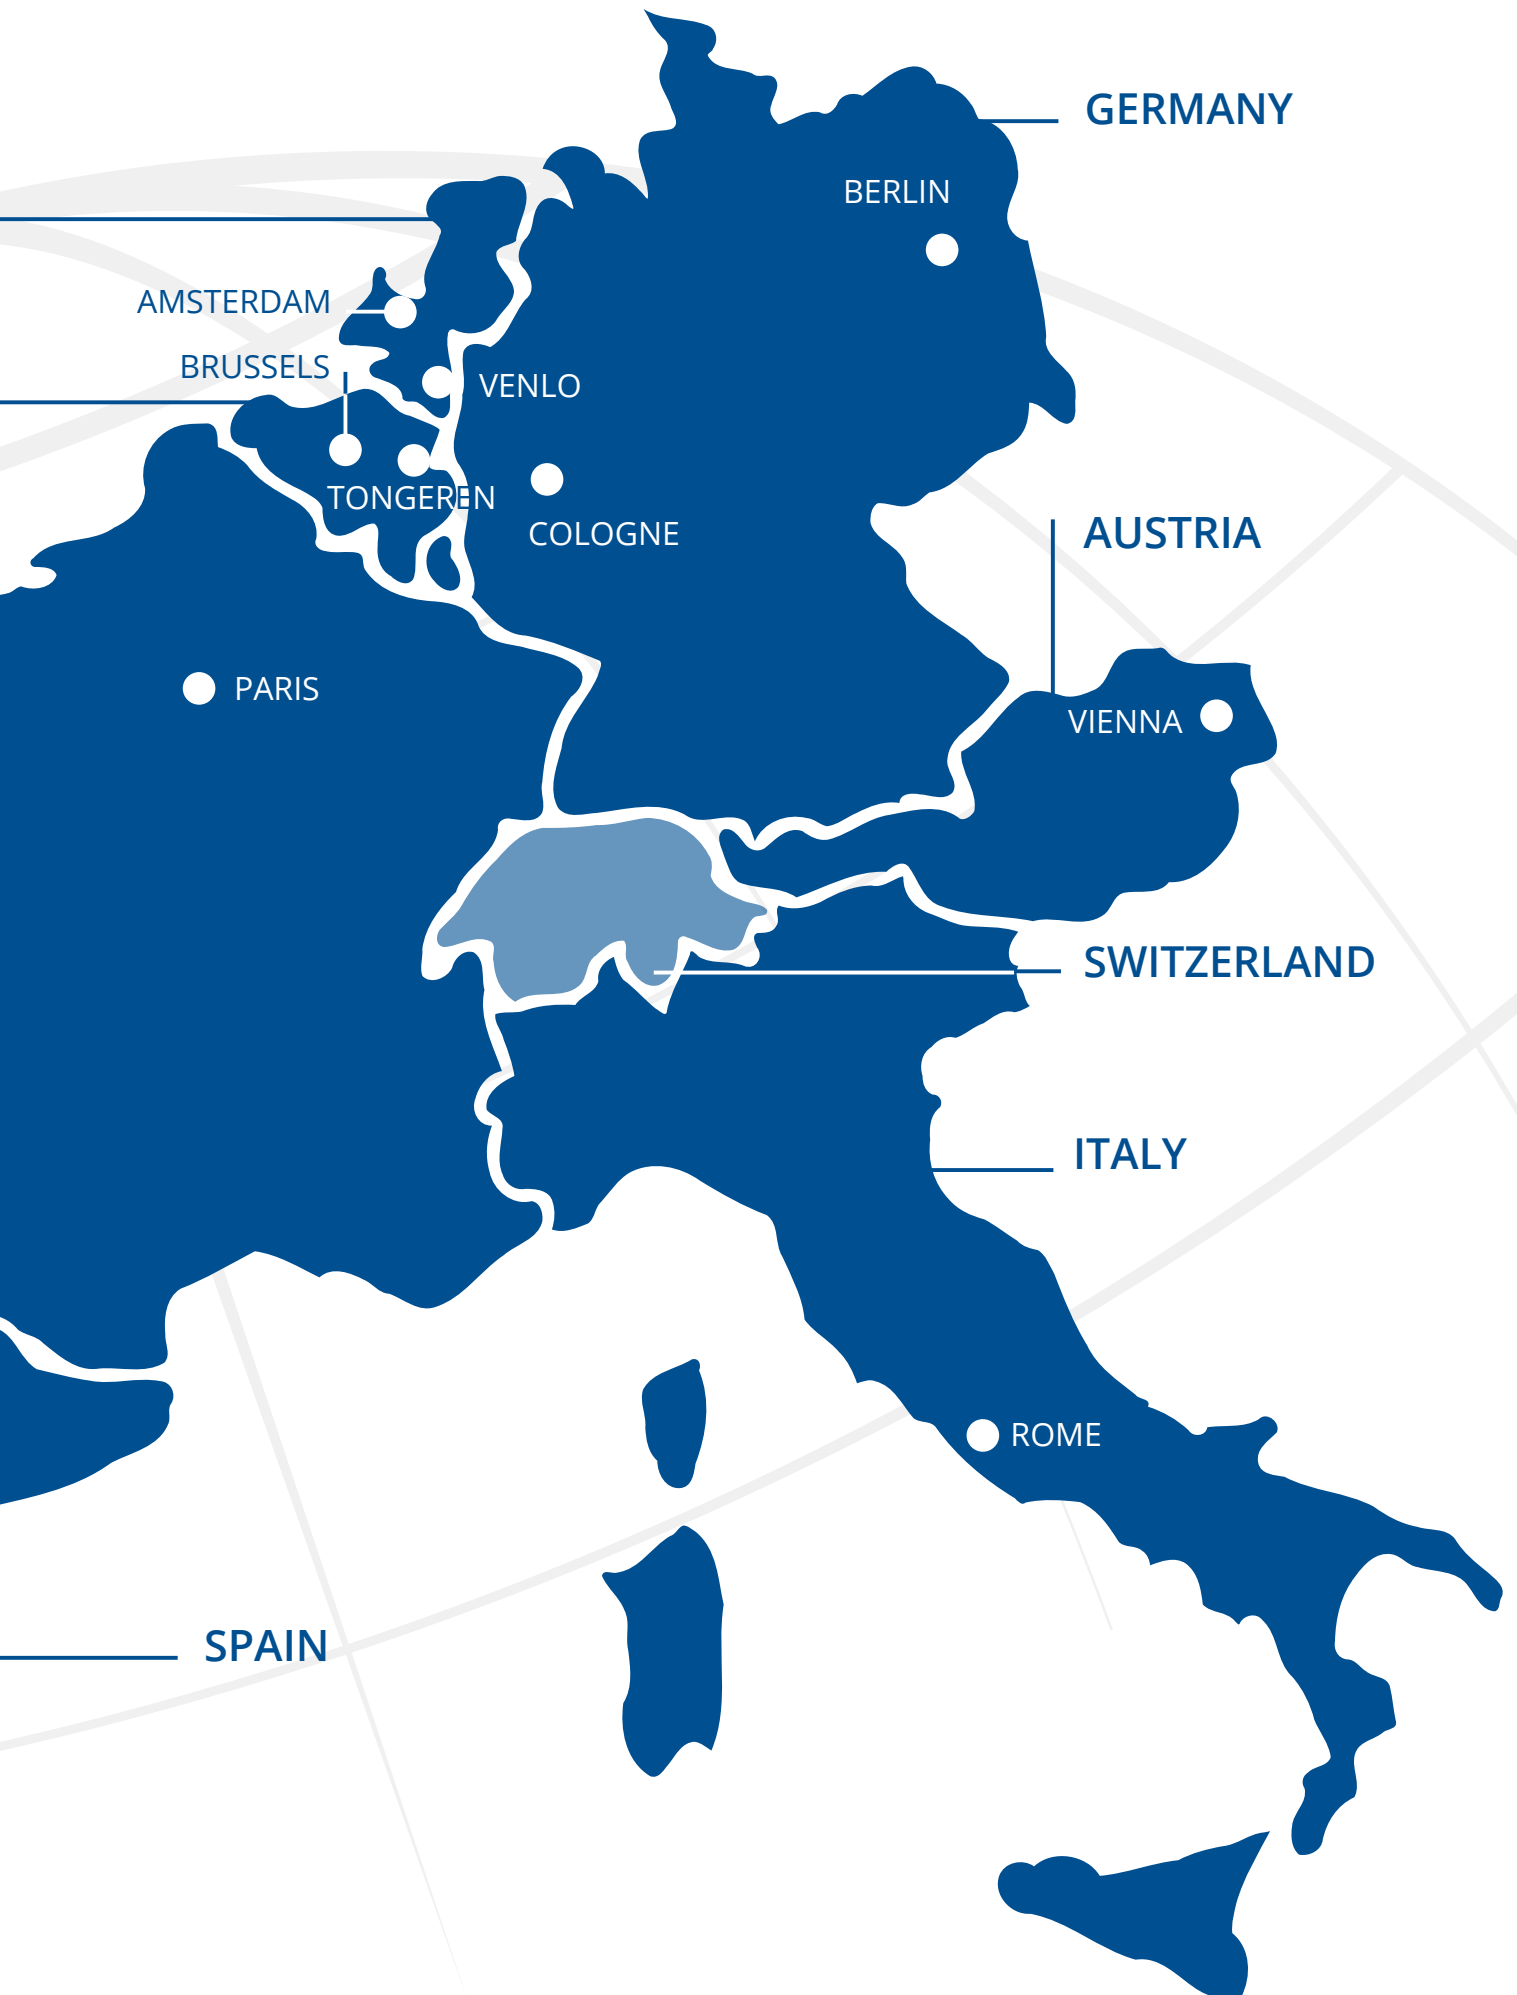 GERMANY
BERLIN
AMSTERDAM
BRUSSELS
VENLO
TONGEREN
COLOGNE
AUSTRIA
PARIS
VIENNA
SWITZERLAND
ITALY
ROME
SPAIN